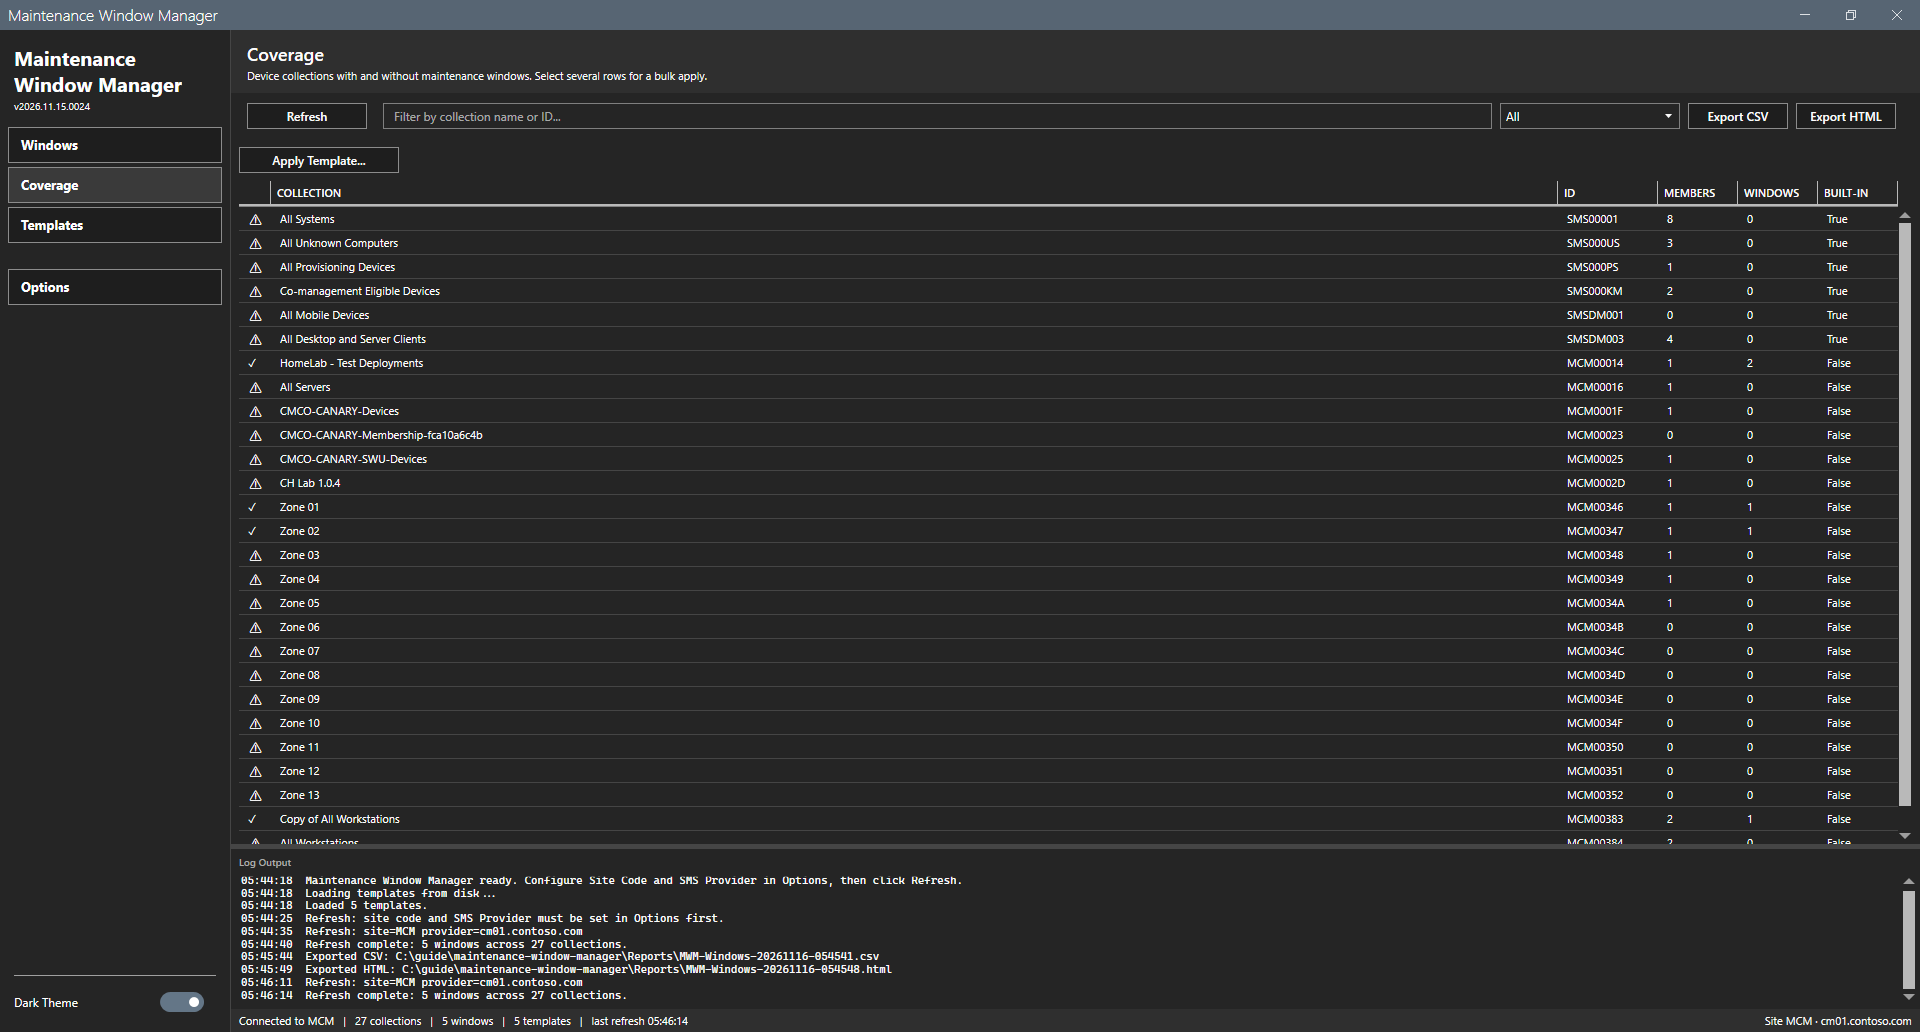 Maintenance Window Manager
Maintenance
Window Manager
v2026.11.15.0024
Windows
Coverage
Templates
Options
Dark Theme
Coverage
Device collections with and without maintenance windows. Select several rows for a bulk apply.
Refresh
Filter by collection name or ID...
All
Export CSV
Export HTML
Apply Template...
COLLECTION ID MEMBERS WINDOWS BUILT-IN
All Systems SMS00001 8 0 True
All Unknown Computers SMS000US 3 0 True
All Provisioning Devices SMS000PS 1 0 True
Co-management Eligible Devices SMS000KM 2 0 True
All Mobile Devices SMSDM001 0 0 True
All Desktop and Server Clients SMSDM003 4 0 True
HomeLab - Test Deployments MCM00014 1 2 False
All Servers MCM00016 1 0 False
CMCO-CANARY-Devices MCM0001F 1 0 False
CMCO-CANARY-Membership-fca10a6c4b MCM00023 0 0 False
CMCO-CANARY-SWU-Devices MCM00025 1 0 False
CH Lab 1.0.4 MCM0002D 1 0 False
Zone 01 MCM00346 1 1 False
Zone 02 MCM00347 1 1 False
Zone 03 MCM00348 1 0 False
Zone 04 MCM00349 1 0 False
Zone 05 MCM0034A 1 0 False
Zone 06 MCM0034B 0 0 False
Zone 07 MCM0034C 0 0 False
Zone 08 MCM0034D 0 0 False
Zone 09 MCM0034E 0 0 False
Zone 10 MCM0034F 0 0 False
Zone 11 MCM00350 0 0 False
Zone 12 MCM00351 0 0 False
Zone 13 MCM00352 0 0 False
Copy of All Workstations MCM00383 2 1 False
All Workstations MCM00384 2 0 False
Log Output
05:44:18 Maintenance Window Manager ready. Configure Site Code and SMS Provider in Options, then click Refresh.
05:44:18 Loading templates from disk...
05:44:18 Loaded 5 templates.
05:44:25 Refresh: site code and SMS Provider must be set in Options first.
05:44:35 Refresh: site=MCM provider=cm01.contoso.com
05:44:40 Refresh complete: 5 windows across 27 collections.
05:45:44 Exported CSV: C:\guide\maintenance-window-manager\Reports\MWM-Windows-20261116-054541.csv
05:45:49 Exported HTML: C:\guide\maintenance-window-manager\Reports\MWM-Windows-20261116-054548.html
05:46:11 Refresh: site=MCM provider=cm01.contoso.com
05:46:14 Refresh complete: 5 windows across 27 collections.
Connected to MCM | 27 collections | 5 windows | 5 templates | last refresh 05:46:14
Site MCM · cm01.contoso.com